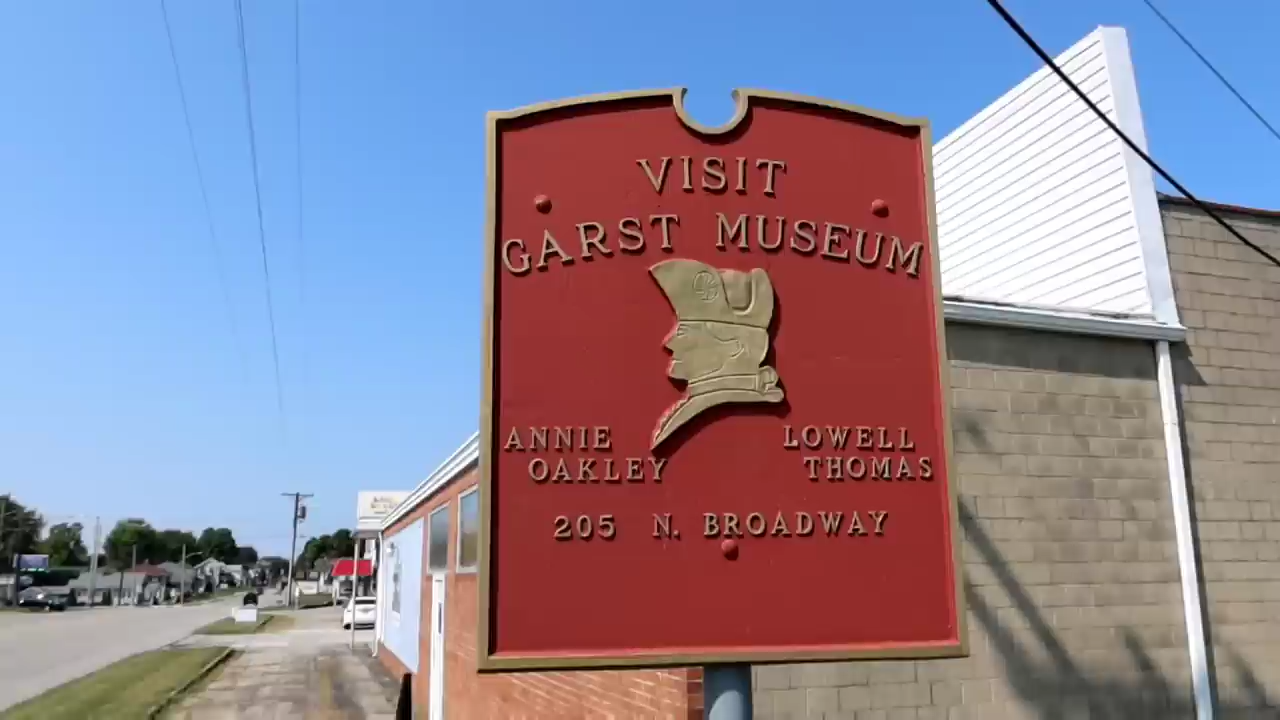 VISIT
GARST MUSEUM
ANNIE
OAKLEY
LOWELL
THOMAS
205 N. BROADWAY